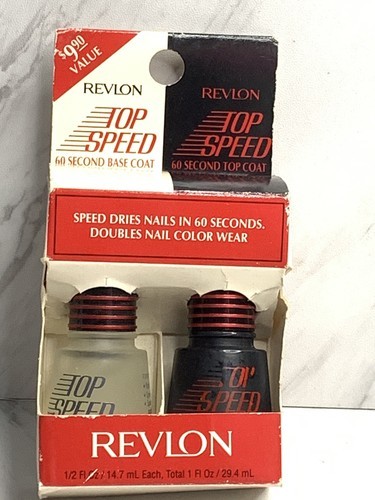 $9.90
VALUE
REVLON
TOP
SPEED
60 SECOND BASE COAT
REVLON
TOP
SPEED
60 SECOND TOP COAT
SPEED DRIES NAILS IN 60 SECONDS.
DOUBLES NAIL COLOR WEAR
TOP
SPEED
TOP
SPEED
REVLON
1/2 Fl Oz / 14.7 mL Each, Total 1 Fl Oz / 29.4 mL